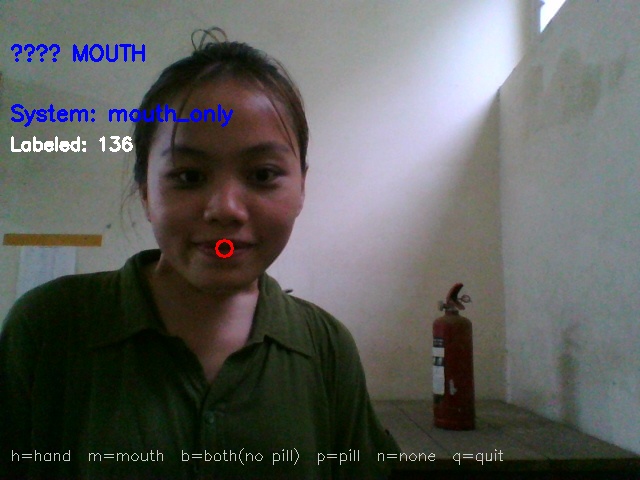 ???? MOUTH
System: mouth_only
Labeled: 136
h=hand m=mouth b=both(no pill) p=pill n=none q=quit